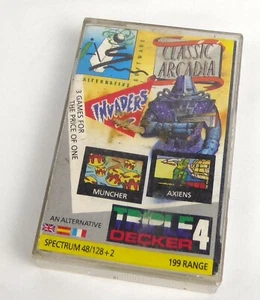 ALTERNATIVE
SOFTWARE
CLASSIC
ARCADIA
3 GAMES FOR
THE PRICE OF ONE
INVADERS
MUNCHER
AXIENS
AN ALTERNATIVE
TRIPLE
DECKER 4
SPECTRUM 48/128 +2
199 RANGE